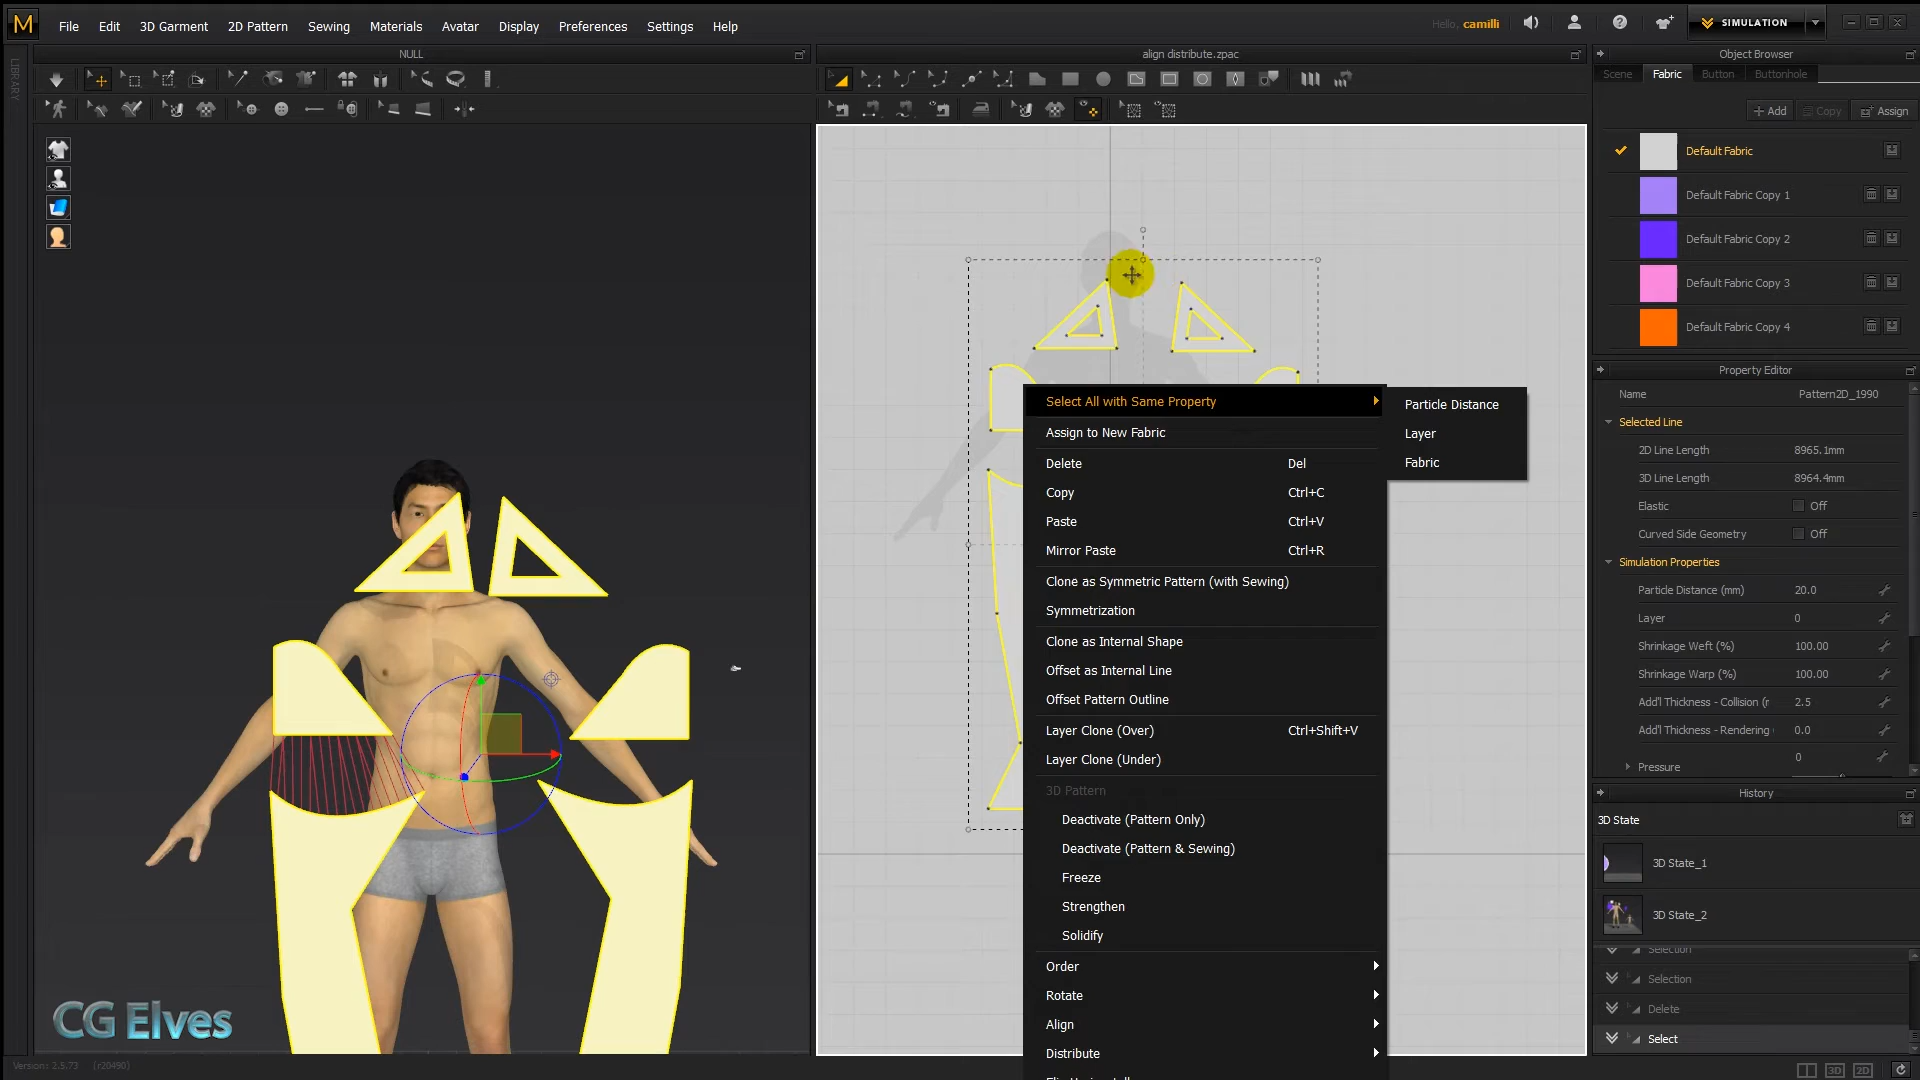 M File Edit 3D Garment 2D Pattern Sewing Materials Avatar Display Preferences Settings Help
Hello, camilli
SIMULATION
LIBRARY
NULL
align distribute.zpac
Object Browser
Scene Fabric Button Buttonhole
+ Add Copy Assign
Default Fabric
Default Fabric Copy 1
Default Fabric Copy 2
Default Fabric Copy 3
Default Fabric Copy 4
Property Editor
Name Pattern2D_1990
Selected Line
2D Line Length 8965.1mm
3D Line Length 8964.4mm
Elastic Off
Curved Side Geometry Off
Simulation Properties
Particle Distance (mm) 20.0
Layer 0
Shrinkage Weft (%) 100.00
Shrinkage Warp (%) 100.00
Add'l Thickness - Collision (r 2.5
Add'l Thickness - Rendering 0.0
Pressure 0
History
3D State
3D State_1
3D State_2
Selection
Selection
Delete
Select
Select All with Same Property
Assign to New Fabric
Delete Del
Copy Ctrl+C
Paste Ctrl+V
Mirror Paste Ctrl+R
Clone as Symmetric Pattern (with Sewing)
Symmetrization
Clone as Internal Shape
Offset as Internal Line
Offset Pattern Outline
Layer Clone (Over) Ctrl+Shift+V
Layer Clone (Under)
3D Pattern
Deactivate (Pattern Only)
Deactivate (Pattern & Sewing)
Freeze
Strengthen
Solidify
Order
Rotate
Align
Distribute
Particle Distance
Layer
Fabric
CG Elves
Version: 2.5.73 (r20490)
3D 2D